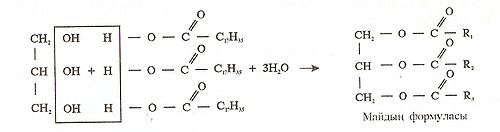 O O
CH₂ OH H — O — C — C₁₇H₃₅ CH₂ — O — C — R₁
O O
CH OH + H — O — C — C₁₇H₃₅ + 3H₂O → CH — O — C — R₂
O O
CH₂ OH H — O — C — C₁₇H₃₅ CH₂ — O — C — R₃
Майдың формуласы